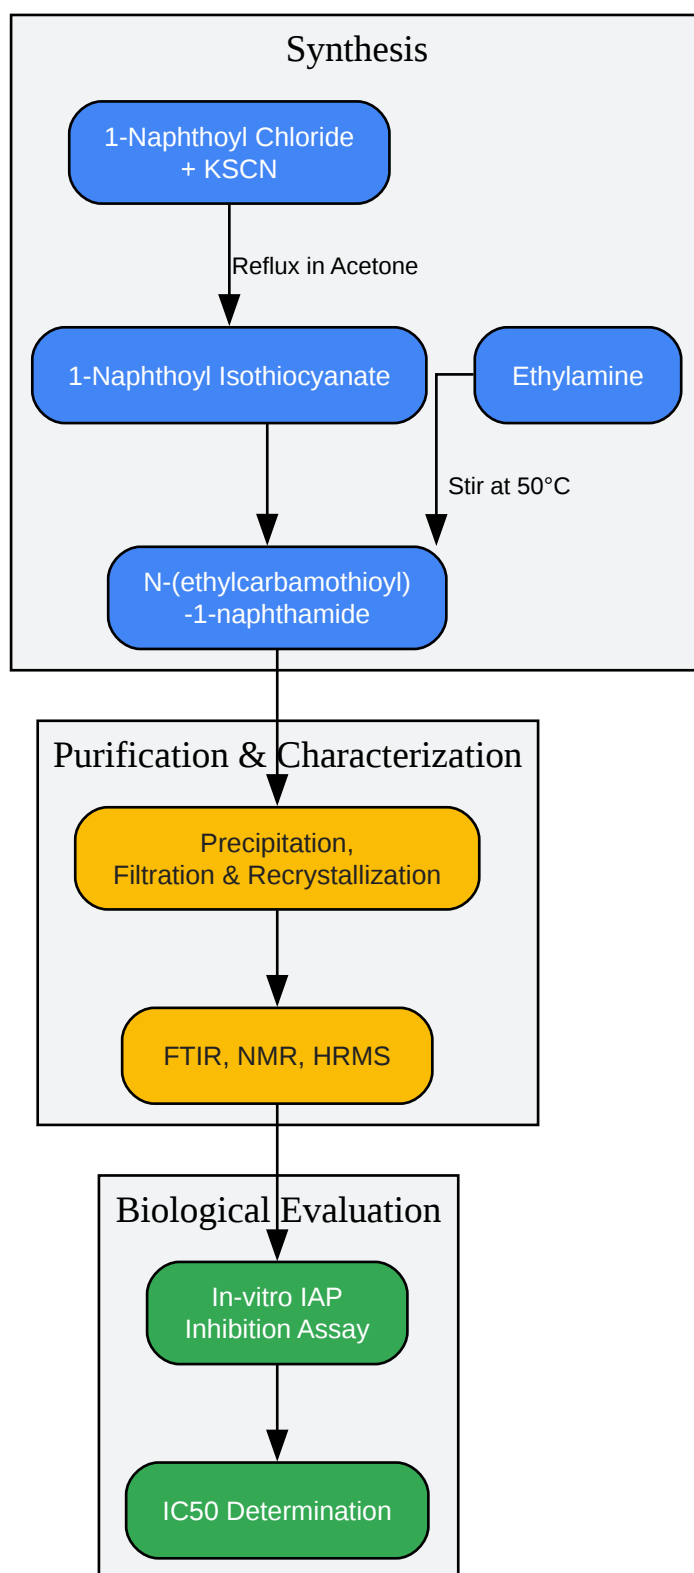 Synthesis
1-Naphthoyl Chloride
+ KSCN
Reflux in Acetone
1-Naphthoyl Isothiocyanate
Ethylamine
Stir at 50°C
N-(ethylcarbamothioyl)
-1-naphthamide
Purification & Characterization
Precipitation,
Filtration & Recrystallization
FTIR, NMR, HRMS
Biological Evaluation
In-vitro IAP
Inhibition Assay
IC50 Determination